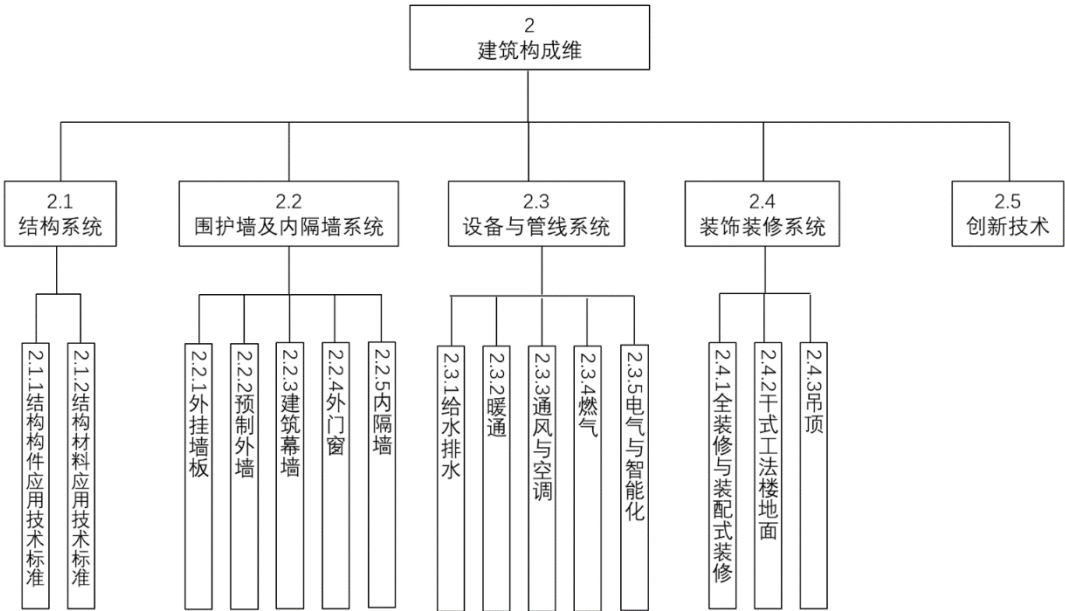 2
建筑构成维
2.1
结构系统
2.2
围护墙及内隔墙系统
2.3
设备与管线系统
2.4
装饰装修系统
2.5
创新技术
2.1.1结构构件应用技术标准
2.1.2结构材料应用技术标准
2.2.1外挂墙板
2.2.2预制外墙
2.2.3建筑幕墙
2.2.4外门窗
2.2.5内隔墙
2.3.1给水排水
2.3.2暖通
2.3.3通风与空调
2.3.4燃气
2.3.5电气与智能化
2.4.1全装修与装配式装修
2.4.2干式工法楼地面
2.4.3吊顶